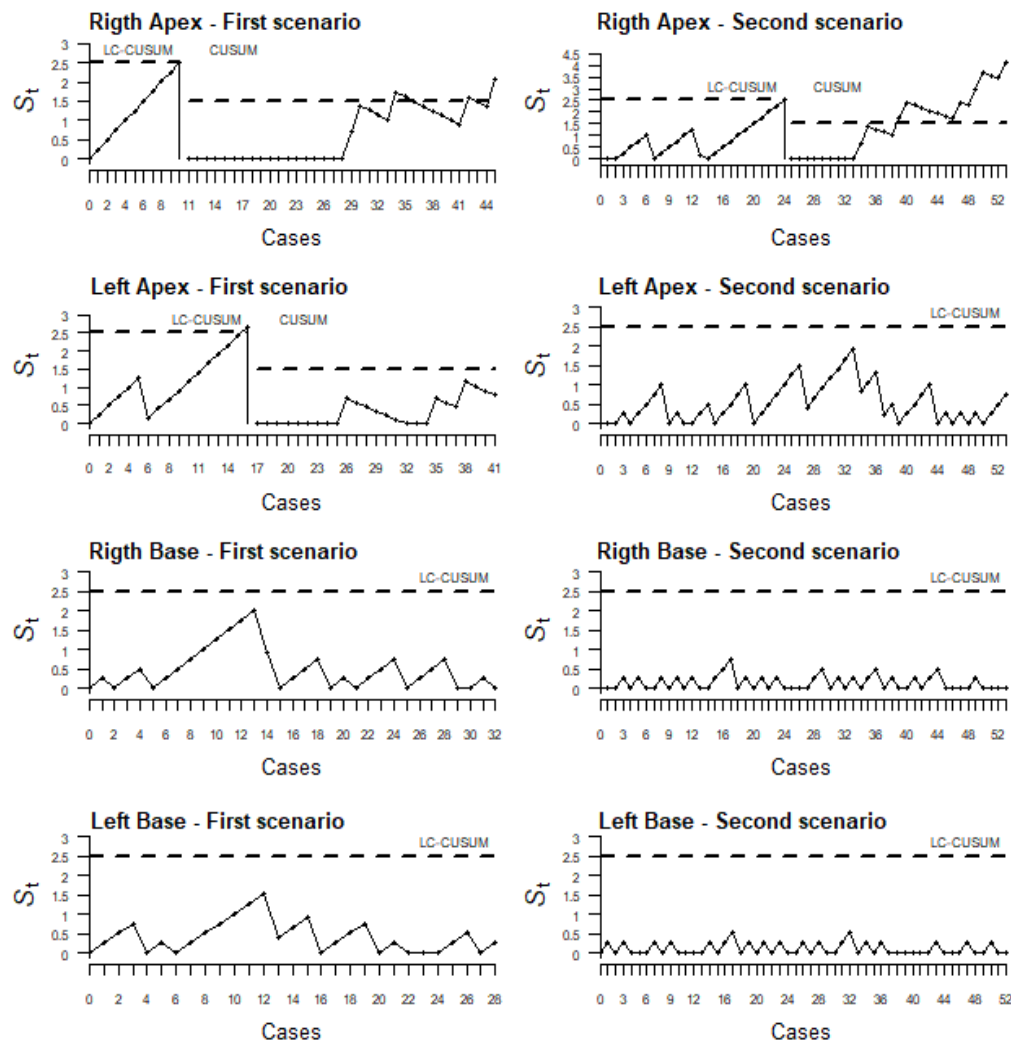 Rigth Apex - First scenario
LC-CUSUM CUSUM
3
2.5
2
1.5
1
0.5
0
St
0 2 4 6 8 11 14 17 20 23 26 29 32 35 38 41 44
Cases
Rigth Apex - Second scenario
LC-CUSUM CUSUM
4.5
4
3.5
3
2.5
2
1.5
1
0.5
0
St
0 3 6 9 12 16 20 24 28 32 36 40 44 48 52
Cases
Left Apex - First scenario
LC-CUSUM CUSUM
3
2.5
2
1.5
1
0.5
0
St
0 2 4 6 8 11 14 17 20 23 26 29 32 35 38 41
Cases
Left Apex - Second scenario
LC-CUSUM
3
2.5
2
1.5
1
0.5
0
St
0 3 6 9 12 16 20 24 28 32 36 40 44 48 52
Cases
Rigth Base - First scenario
LC-CUSUM
3
2.5
2
1.5
1
0.5
0
St
0 2 4 6 8 10 12 14 16 18 20 22 24 26 28 30 32
Cases
Rigth Base - Second scenario
LC-CUSUM
3
2.5
2
1.5
1
0.5
0
St
0 3 6 9 12 16 20 24 28 32 36 40 44 48 52
Cases
Left Base - First scenario
LC-CUSUM
3
2.5
2
1.5
1
0.5
0
St
0 2 4 6 8 10 12 14 16 18 20 22 24 26 28
Cases
Left Base - Second scenario
LC-CUSUM
3
2.5
2
1.5
1
0.5
0
St
0 3 6 9 12 16 20 24 28 32 36 40 44 48 52
Cases